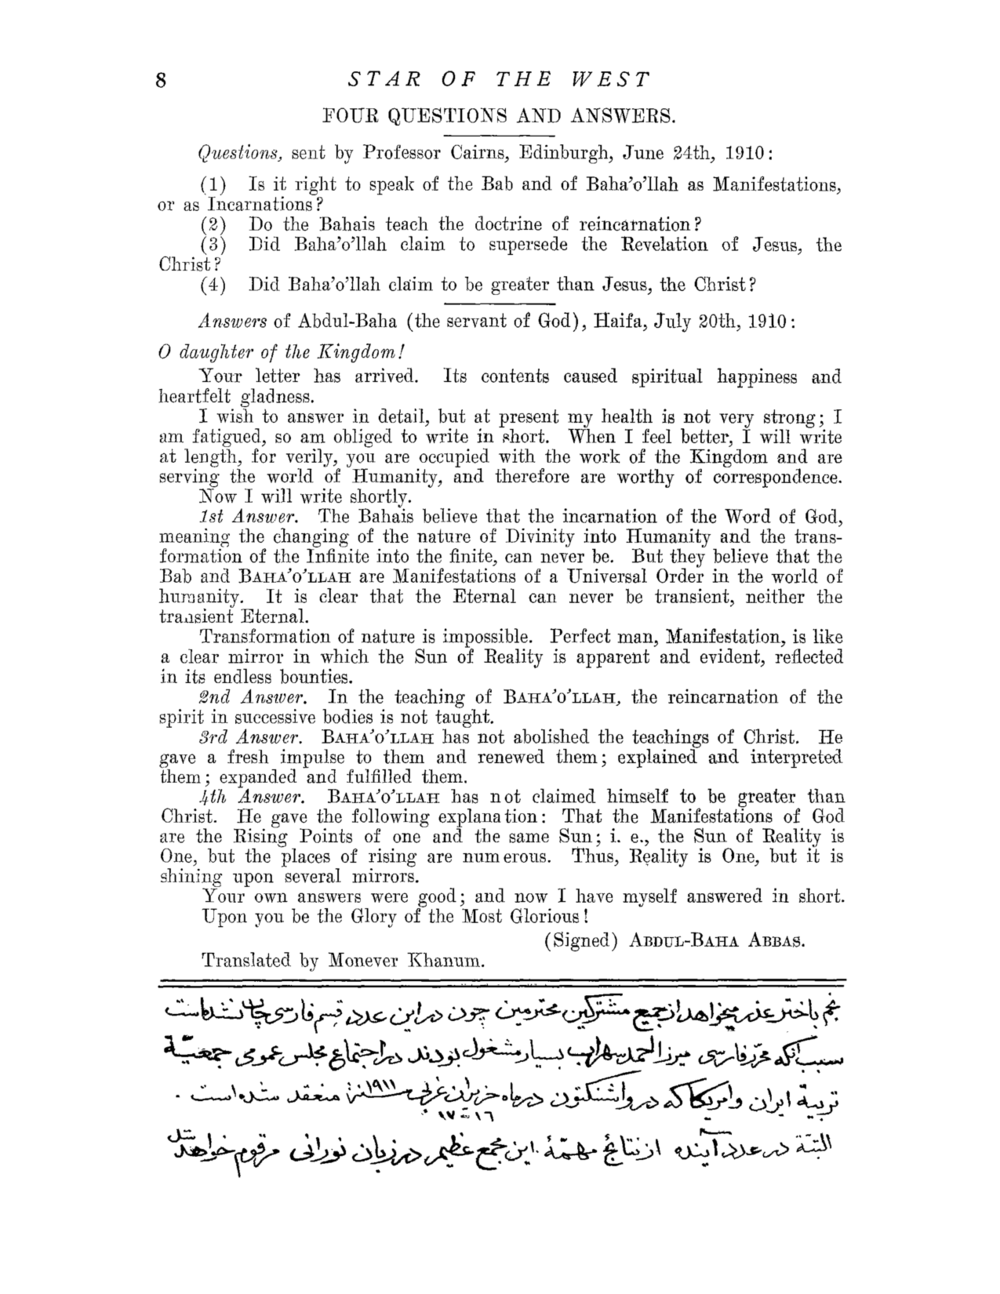 8 STAR OF THE WEST
FOUR QUESTIONS AND ANSWERS.
Questions, sent by Professor Cairns, Edinburgh, June 24th, 1910:
(1) Is it right to speak of the Bab and of Baha'o'llah as Manifestations,
or as Incarnations?
(2) Do the Bahais teach the doctrine of reincarnation?
(3) Did Baha'o'llah claim to supersede the Revelation of Jesus, the
Christ?
(4) Did Baha'o'llah claim to be greater than Jesus, the Christ?
Answers of Abdul-Baha (the servant of God), Haifa, July 20th, 1910:
O daughter of the Kingdom!
Your letter has arrived. Its contents caused spiritual happiness and
heartfelt gladness.
I wish to answer in detail, but at present my health is not very strong; I
am fatigued, so am obliged to write in short. When I feel better, I will write
at length, for verily, you are occupied with the work of the Kingdom and are
serving the world of Humanity, and therefore are worthy of correspondence.
Now I will write shortly.
1st Answer. The Bahais believe that the incarnation of the Word of God,
meaning the changing of the nature of Divinity into Humanity and the trans-
formation of the Infinite into the finite, can never be. But they believe that the
Bab and BAHA'O'LLAH are Manifestations of a Universal Order in the world of
humanity. It is clear that the Eternal can never be transient, neither the
transient Eternal.
Transformation of nature is impossible. Perfect man, Manifestation, is like
a clear mirror in which the Sun of Reality is apparent and evident, reflected
in its endless bounties.
2nd Answer. In the teaching of BAHA'O'LLAH, the reincarnation of the
spirit in successive bodies is not taught.
3rd Answer. BAHA'O'LLAH has not abolished the teachings of Christ. He
gave a fresh impulse to them and renewed them; explained and interpreted
them; expanded and fulfilled them.
4th Answer. BAHA'O'LLAH has not claimed himself to be greater than
Christ. He gave the following explanation: That the Manifestations of God
are the Rising Points of one and the same Sun; i. e., the Sun of Reality is
One, but the places of rising are numerous. Thus, Reality is One, but it is
shining upon several mirrors.
Your own answers were good; and now I have myself answered in short.
Upon you be the Glory of the Most Glorious!
(Signed) ABDUL-BAHA ABBAS.
Translated by Monever Khanum.
نجم باختر عذر میخواهد از جمیع مشترکین محترمین چون در این عدد قسم فارسی چاپ نشده است
سبب آنکه محرّر فارسی میرزا احمد سهراب بسیار مشغول بودند در اجتماع مجلس عمومی جمعیّة
تربیة ایران و امریکا که در واشنگتون در ماه حزیران غربی ١٩١١ منعقد شده است .
١٦ ١٧
البتّة در عدد آینده از نتائج مهمّهٔ این مجمع عظیم در زبان نورانی مرقوم خواهد شد